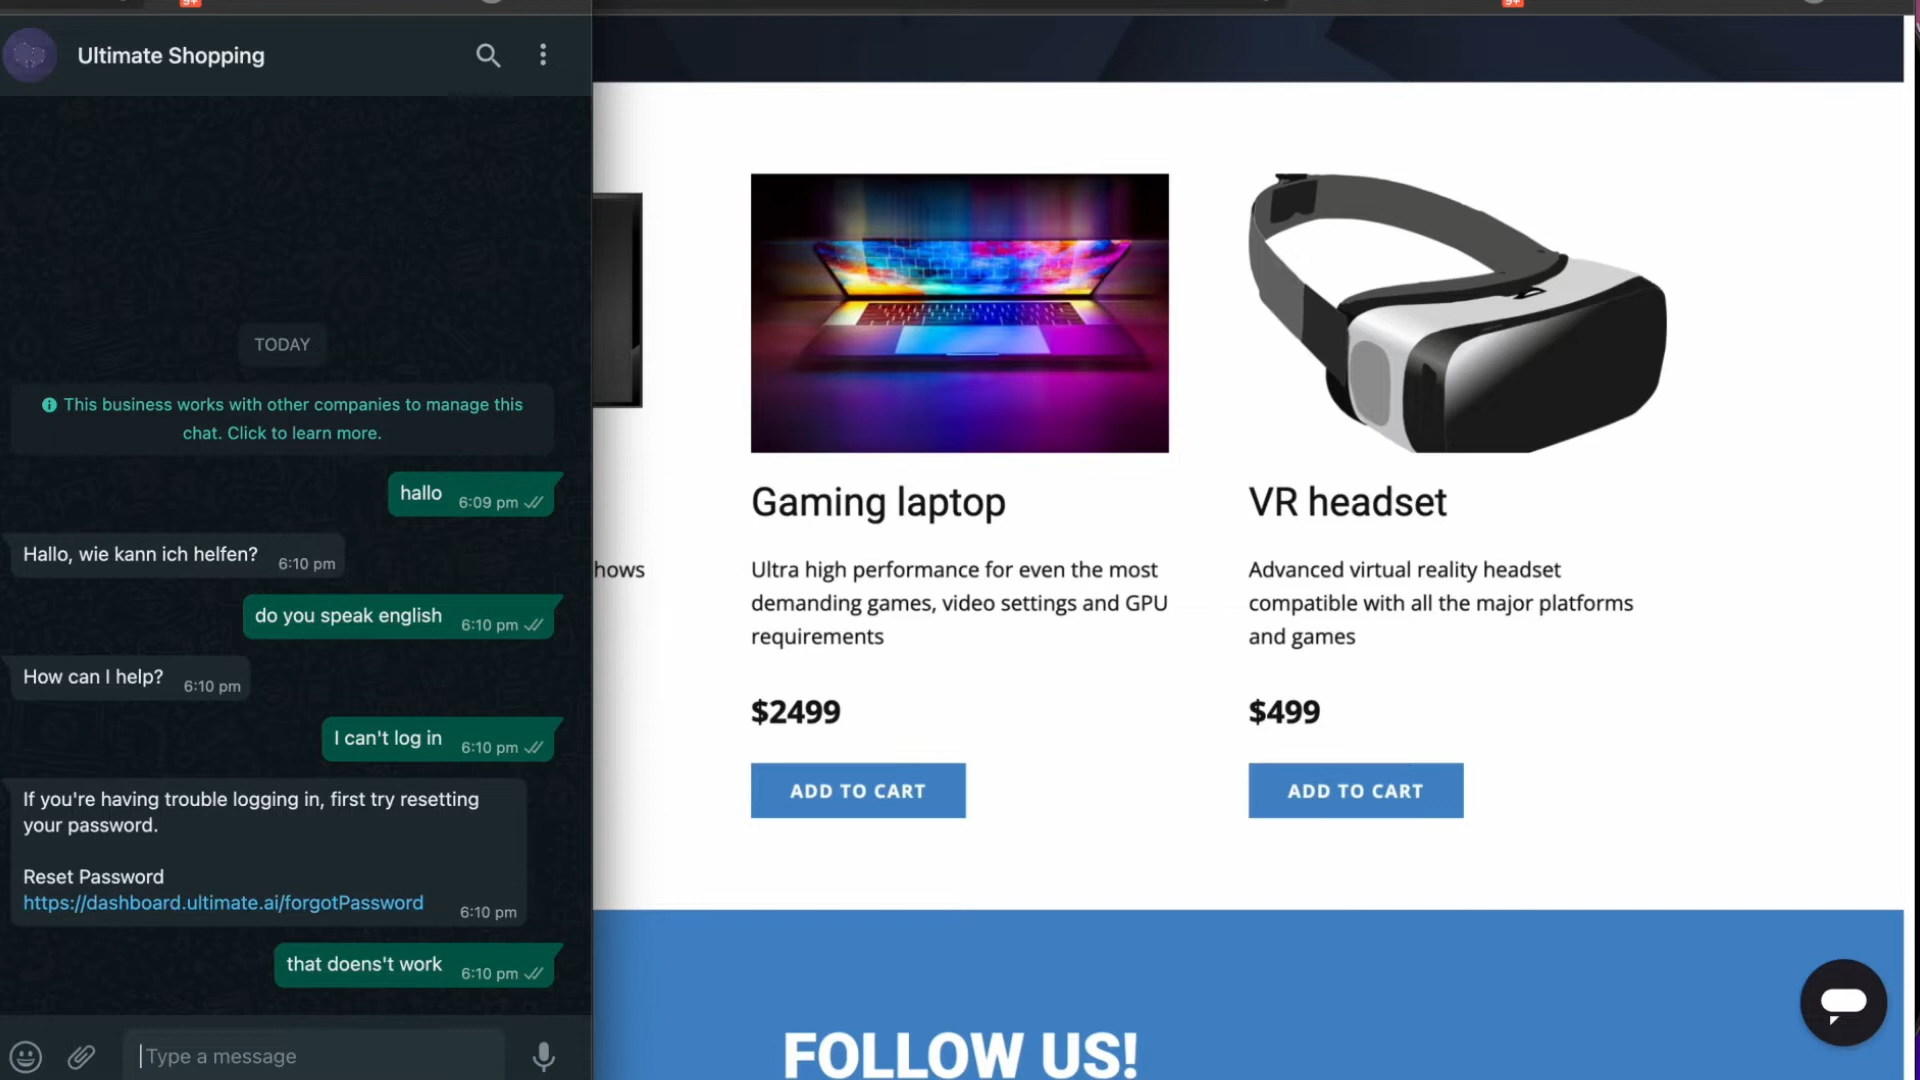 9+
9+
Ultimate Shopping
TODAY
This business works with other companies to manage this
chat. Click to learn more.
hallo 6:09 pm
Hallo, wie kann ich helfen? 6:10 pm
do you speak english 6:10 pm
How can I help? 6:10 pm
I can't log in 6:10 pm
If you're having trouble logging in, first try resetting
your password.
Reset Password
https://dashboard.ultimate.ai/forgotPassword 6:10 pm
that doens't work 6:10 pm
Type a message
hows
Gaming laptop
Ultra high performance for even the most
demanding games, video settings and GPU
requirements
$2499
ADD TO CART
VR headset
Advanced virtual reality headset
compatible with all the major platforms
and games
$499
ADD TO CART
FOLLOW US!